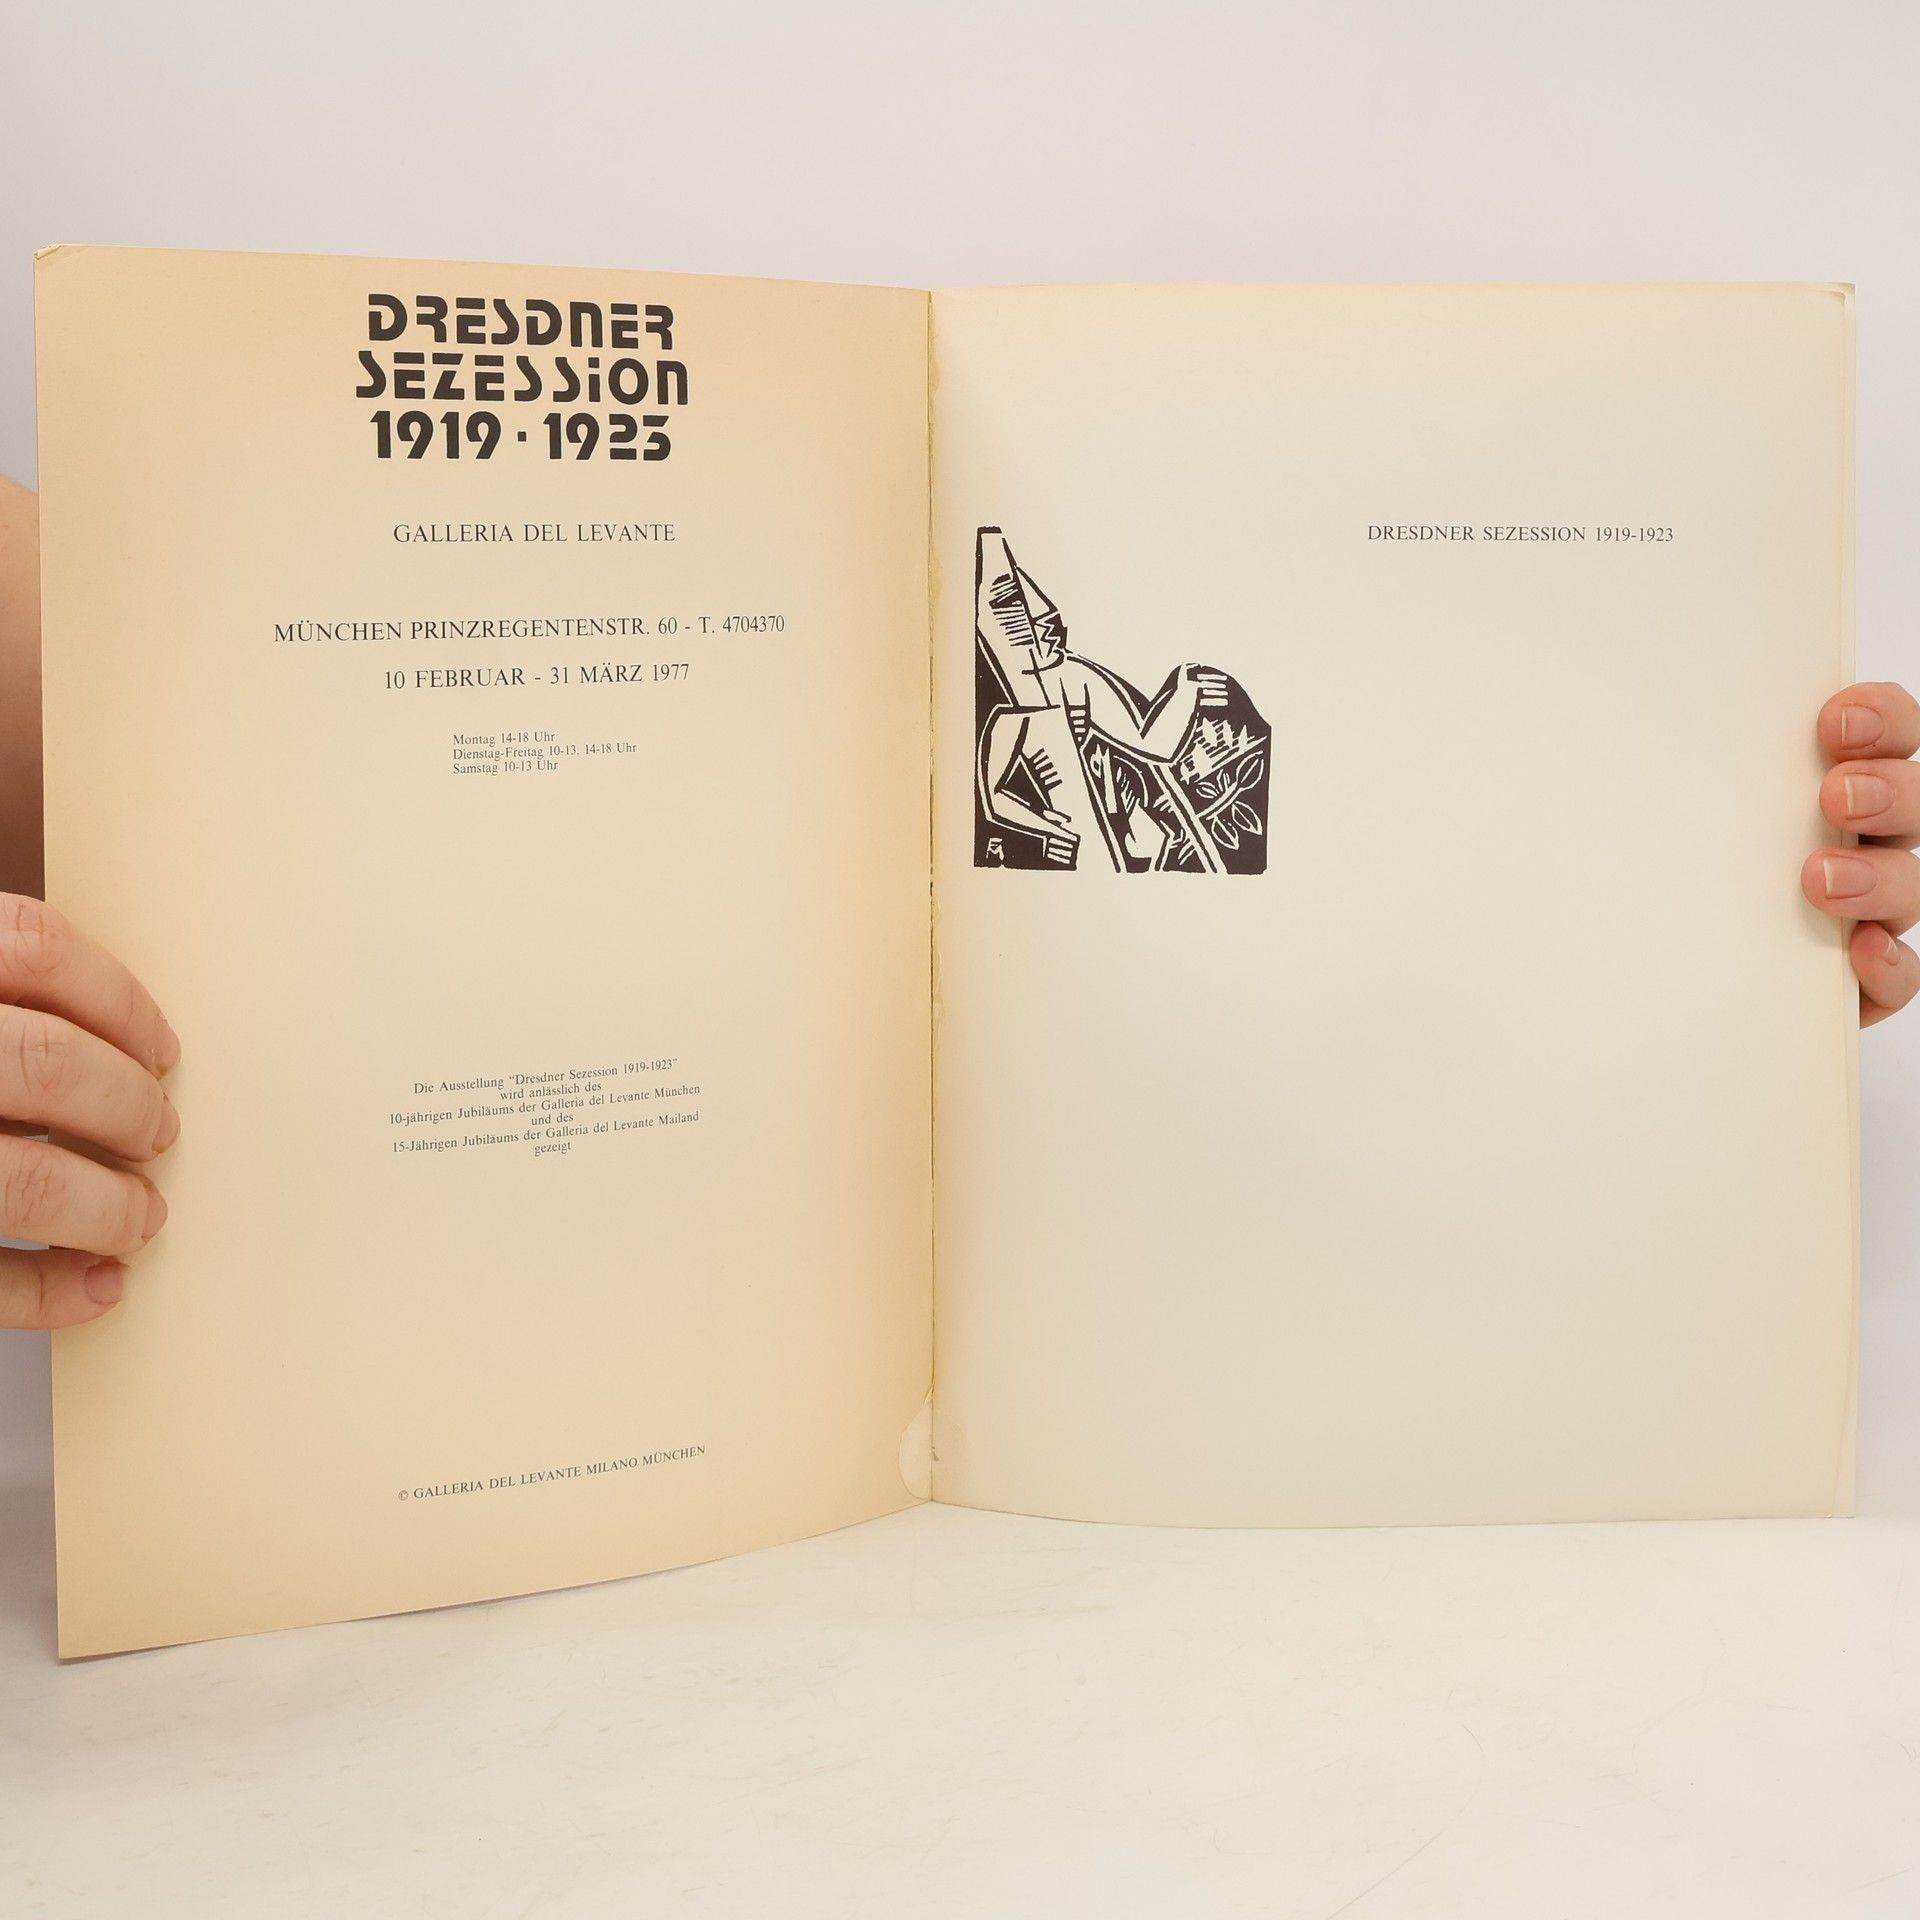 DRESDNER
SEZESSION
1919·1923
GALLERIA DEL LEVANTE
MÜNCHEN PRINZREGENTENSTR. 60 - T. 4704370
10 FEBRUAR - 31 MÄRZ 1977
Montag 14-18 Uhr
Dienstag-Freitag 10-13, 14-18 Uhr
Samstag 10-13 Uhr
Die Ausstellung “Dresdner Sezession 1919-1923”
wird anlässlich des
10-jährigen Jubiläums der Galleria del Levante München
und des
15-Jährigen Jubiläums der Galleria del Levante Mailand
gezeigt
© GALLERIA DEL LEVANTE MILANO MÜNCHEN
DRESDNER SEZESSION 1919-1923